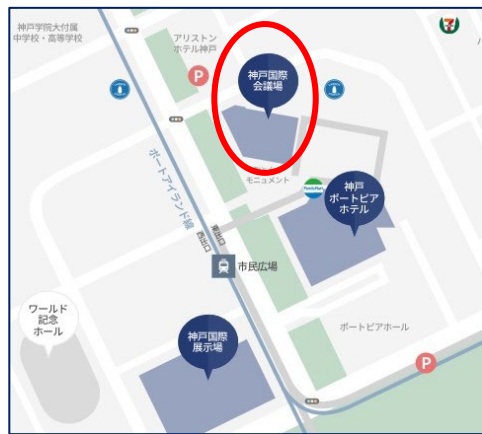 神戸学院大付属
中学校・高等学校
アリストン
ホテル神戸
P
7
神戸国際
会議場
モニュメント
FamilyMart
神戸
ポートピア
ホテル
ポートアイランド線
西出口
東出口
市民広場
ワールド
記念
ホール
神戸国際
展示場
ポートピアホール
P